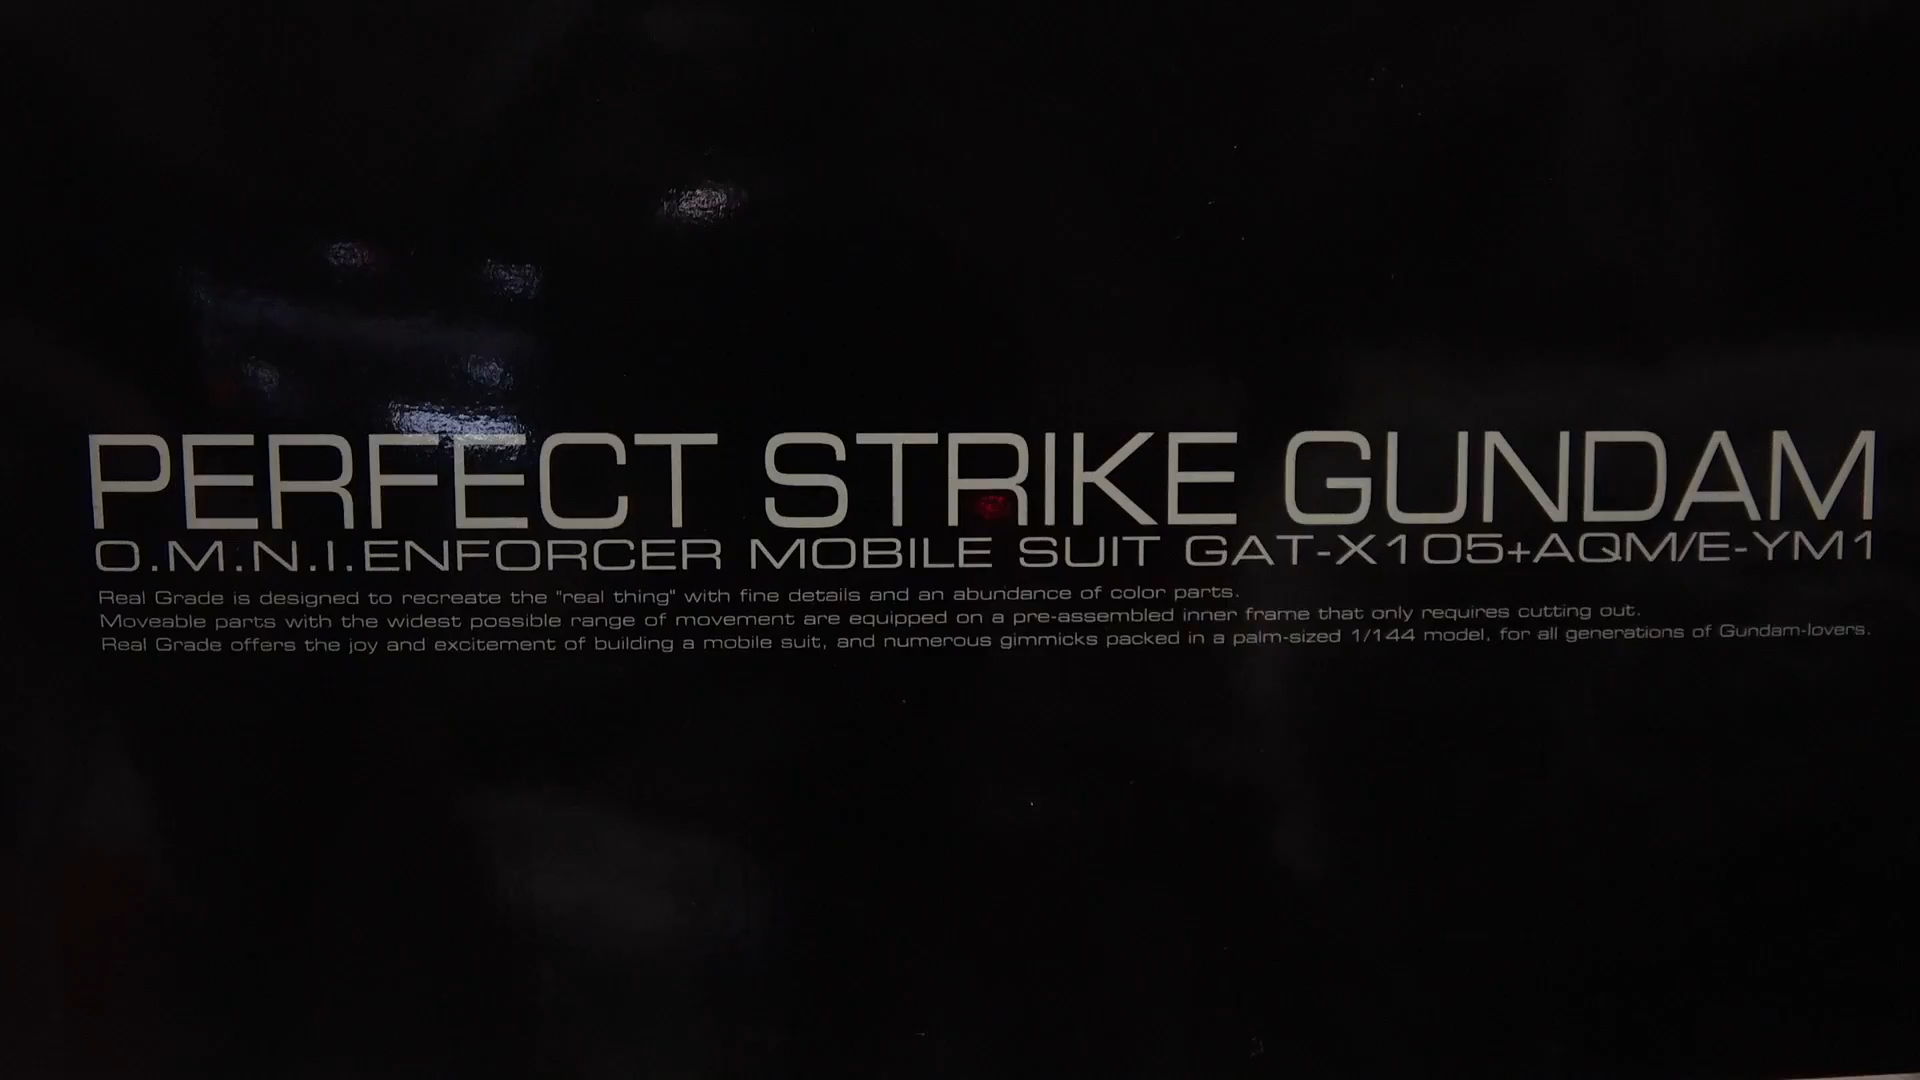 PERFECT STRIKE GUNDAM
O.M.N.I.ENFORCER MOBILE SUIT GAT-X105+AQM/E-YM1
Real Grade is designed to recreate the "real thing" with fine details and an abundance of color parts.
Moveable parts with the widest possible range of movement are equipped on a pre-assembled inner frame that only requires cutting out.
Real Grade offers the joy and excitement of building a mobile suit, and numerous gimmicks packed in a palm-sized 1/144 model, for all generations of Gundam-lovers.